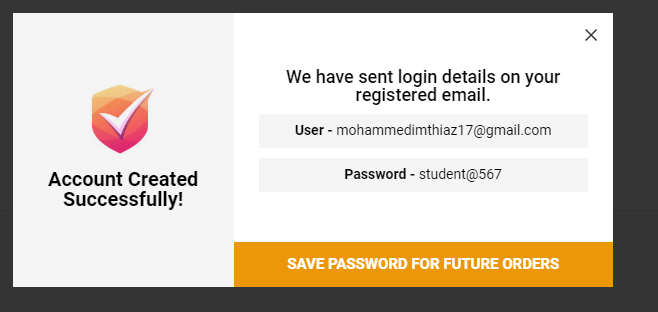 Account Created
Successfully!
We have sent login details on your
registered email.
User - mohammedimthiaz17@gmail.com
Password - student@567
SAVE PASSWORD FOR FUTURE ORDERS